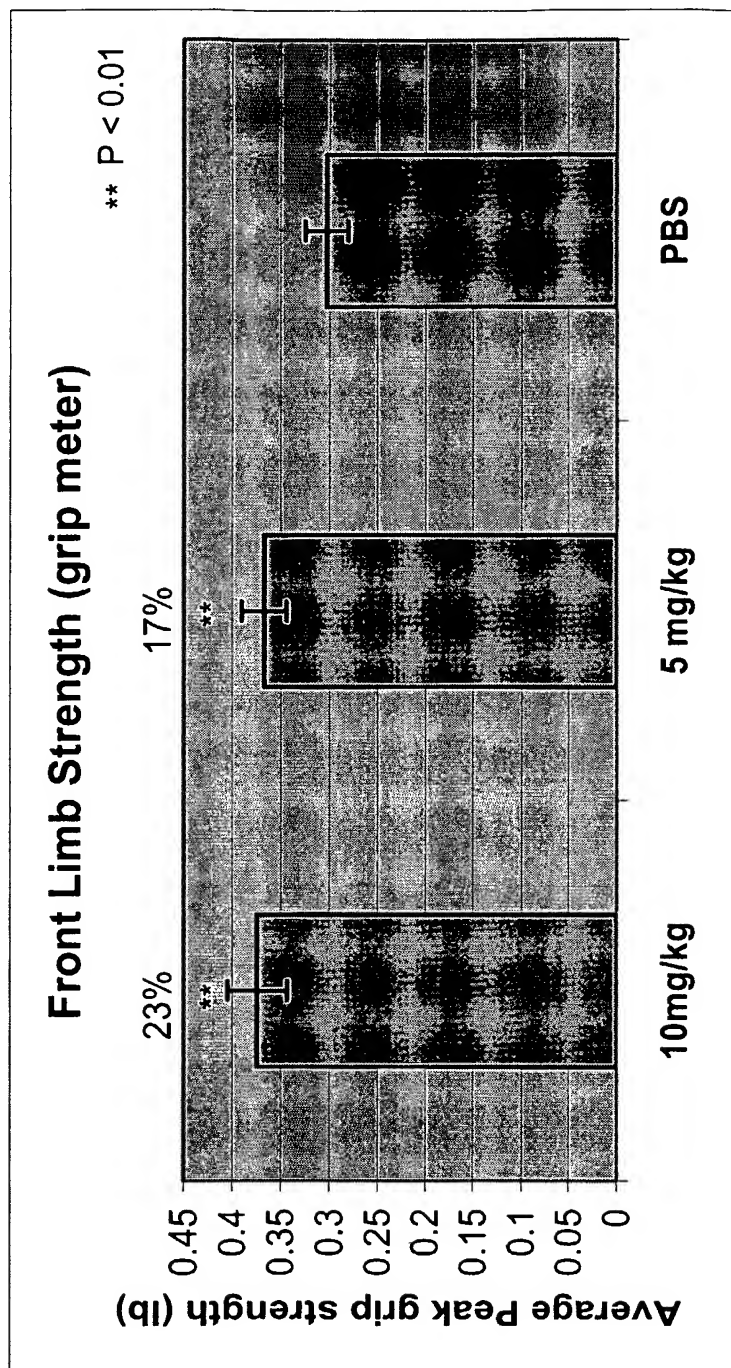 Front Limb Strength (grip meter)
** P < 0.01
23%
17%
**
**
Average Peak grip strength (lb)
0.45
0.4
0.35
0.3
0.25
0.2
0.15
0.1
0.05
0
10mg/kg
5 mg/kg
PBS